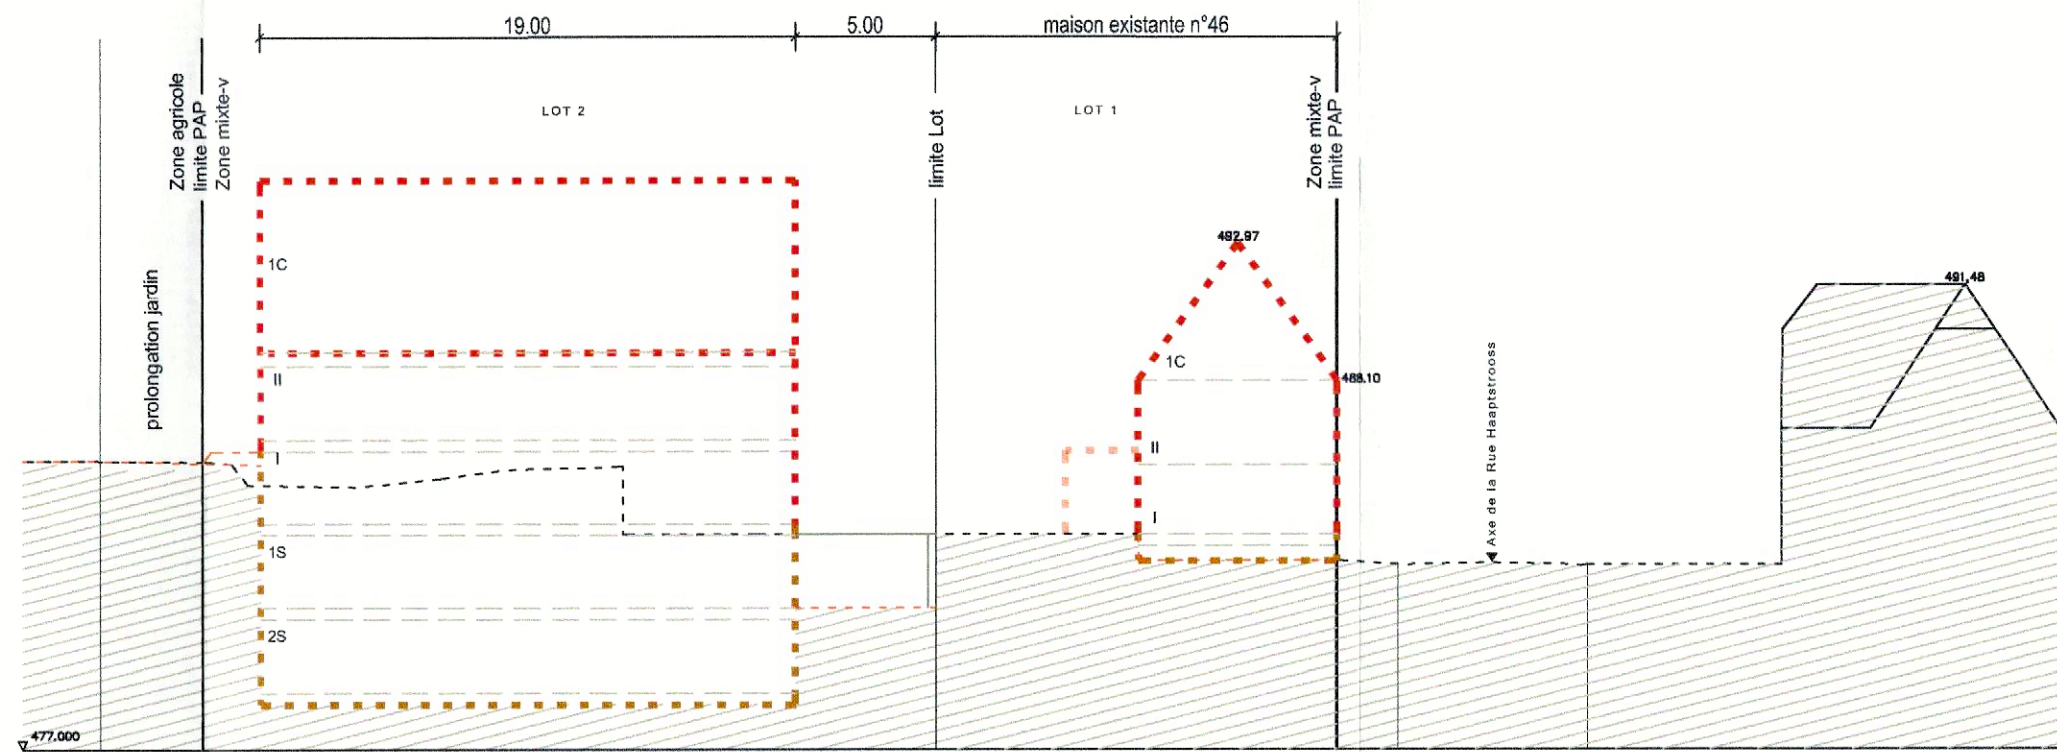 19.00
5.00
maison existante n°46
Zone agricole
limite PAP
Zone mixte-v
LOT 2
limite Lot
LOT 1
Zone mixte-v
limite PAP
prolongation jardin
1C
II
I
1S
2S
492.97
1C
488.10
II
I
Axe de la Rue Haaptstrooss
491.48
477.000